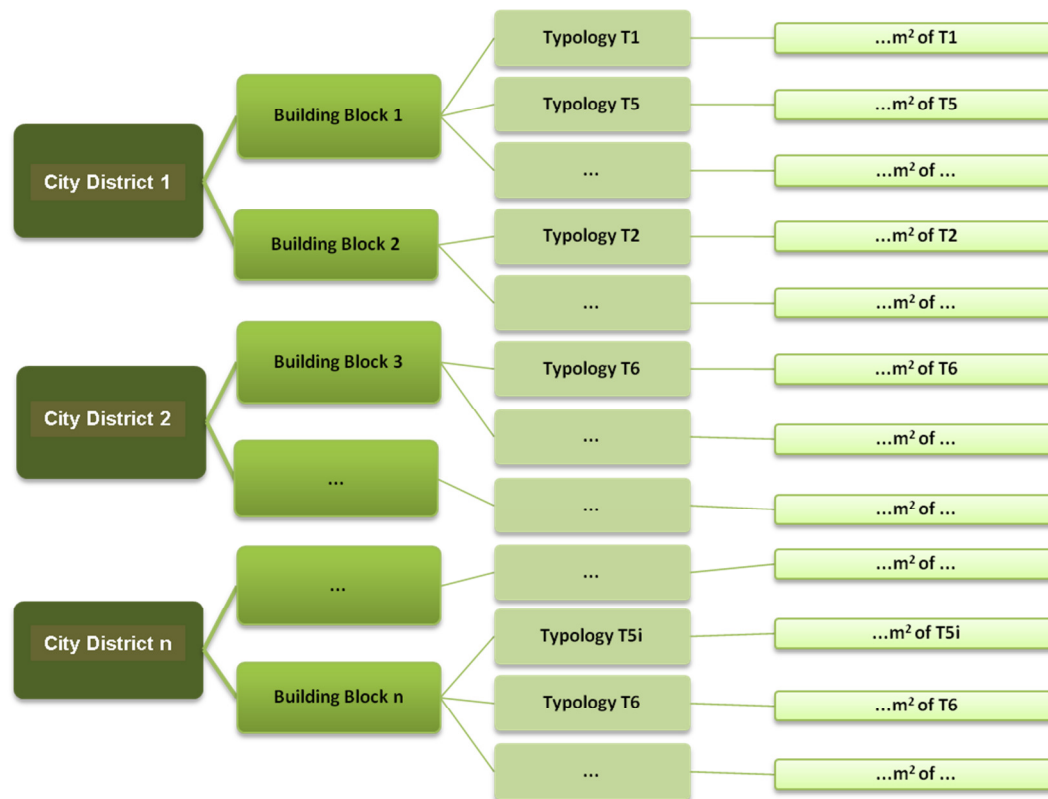 Typology T1
...m² of T1
Building Block 1
Typology T5
...m² of T5
City District 1
...
...m² of ...
Building Block 2
Typology T2
...m² of T2
...
...m² of ...
Building Block 3
Typology T6
...m² of T6
City District 2
...
...m² of ...
...
...
...m² of ...
...
...
...m² of ...
City District n
Typology T5i
...m² of T5i
Building Block n
Typology T6
...m² of T6
...
...m² of ...